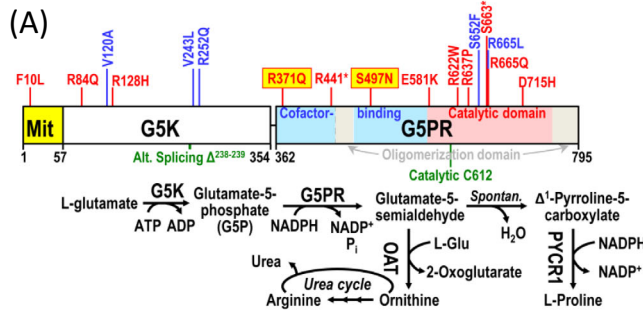 (A)
F10L R84Q V120A R128H V243L R252Q R371Q R441* S497N E581K R622W R637P S652F S663* R665L R665Q D715H
Mit G5K Cofactor- binding Catalytic domain
G5PR
1 57 Alt. Splicing Δ238-239 354 362 Oligomerization domain 795
Catalytic C612
L-glutamate G5K Glutamate-5-phosphate (G5P) G5PR Glutamate-5-semialdehyde Spontan. Δ1-Pyrroline-5-carboxylate
ATP ADP NADPH NADP+ Pi H2O
OAT L-Glu 2-Oxoglutarate PYCR1 NADPH NADP+
Urea Urea cycle
Arginine Ornithine L-Proline